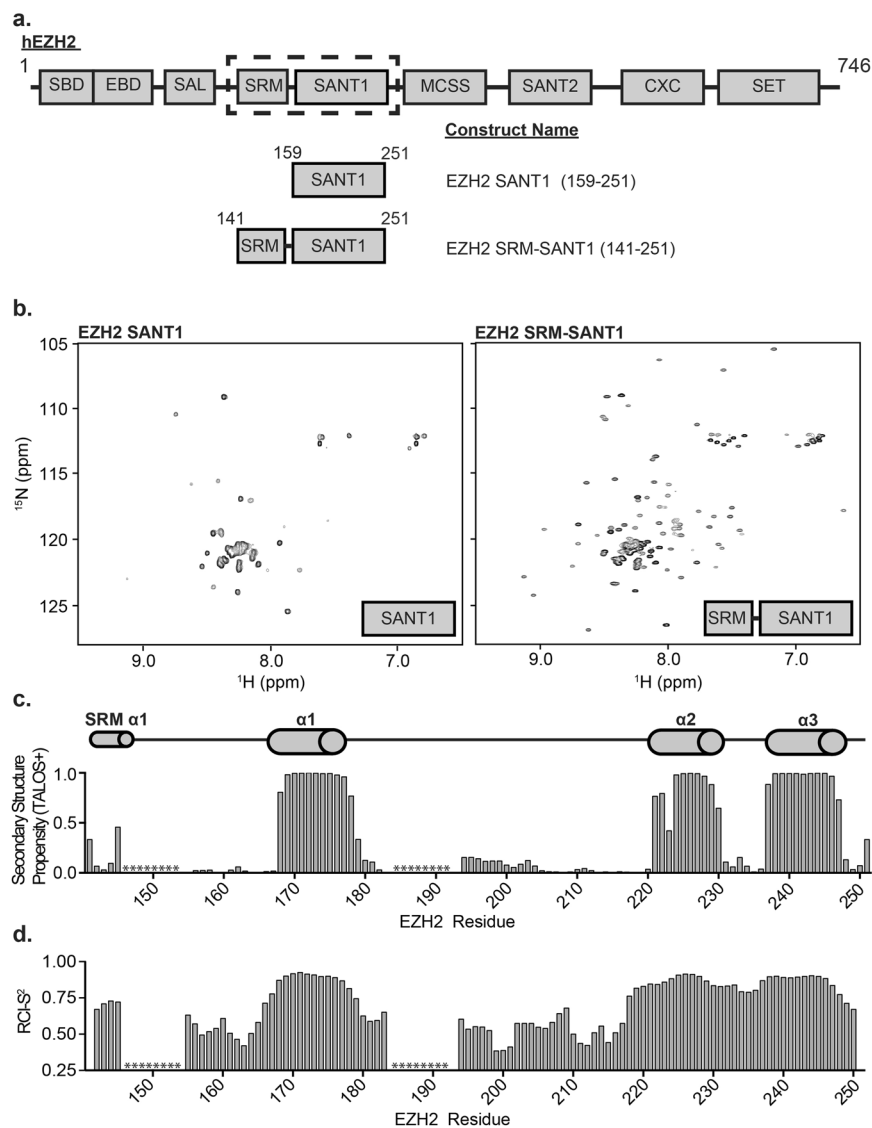 a.
hEZH2
1 746
SBD EBD SAL SRM SANT1 MCSS SANT2 CXC SET
Construct Name
159 251
SANT1 EZH2 SANT1 (159-251)
141 251
SRM SANT1 EZH2 SRM-SANT1 (141-251)
b.
EZH2 SANT1 EZH2 SRM-SANT1
105
110
115
120
125
15N (ppm)
SANT1 SRM SANT1
9.0 8.0 7.0 9.0 8.0 7.0
1H (ppm) 1H (ppm)
c.
SRM α1 α1 α2 α3
Secondary Structure
Propensity (TALOS+)
1.0
0.5
0.0
********* *********
150 160 170 180 190 200 210 220 230 240 250
EZH2 Residue
d.
RCI-S2
1.00
0.75
0.50
0.25
********* *********
150 160 170 180 190 200 210 220 230 240 250
EZH2 Residue